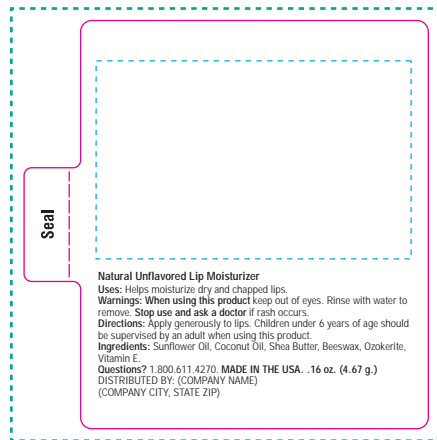 Seal
Natural Unflavored Lip Moisturizer
Uses: Helps moisturize dry and chapped lips.
Warnings: When using this product keep out of eyes. Rinse with water to
remove. Stop use and ask a doctor if rash occurs.
Directions: Apply generously to lips. Children under 6 years of age should
be supervised by an adult when using this product.
Ingredients: Sunflower Oil, Coconut Oil, Shea Butter, Beeswax, Ozokerite,
Vitamin E.
Questions? 1.800.611.4270. MADE IN THE USA. .16 oz. (4.67 g.)
DISTRIBUTED BY: (COMPANY NAME)
(COMPANY CITY, STATE ZIP)